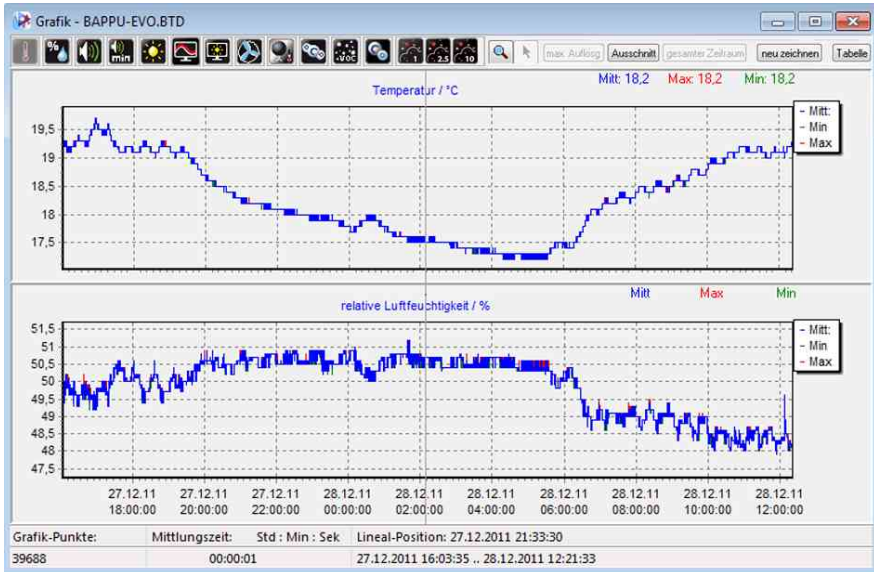 Grafik - BAPPU-EVO.BTD
% min +VOC 1 2.5 10 max. Auflösg Ausschnitt gesamter Zeitraum neu zeichnen Tabelle
Temperatur / °C Mitt: 18,2 Max: 18,2 Min: 18,2
19,5
19
18,5
18
17,5
- Mitt:
- Min
- Max
relative Luftfeuchtigkeit / % Mitt Max Min
51,5
51
50,5
50
49,5
49
48,5
48
47,5
- Mitt:
- Min
- Max
27.12.11 27.12.11 27.12.11 28.12.11 28.12.11 28.12.11 28.12.11 28.12.11 28.12.11 28.12.11
18:00:00 20:00:00 22:00:00 00:00:00 02:00:00 04:00:00 06:00:00 08:00:00 10:00:00 12:00:00
Grafik-Punkte: Mittlungszeit: Std : Min : Sek Lineal-Position: 27.12.2011 21:33:30
39688 00:00:01 27.12.2011 16:03:35 .. 28.12.2011 12:21:33